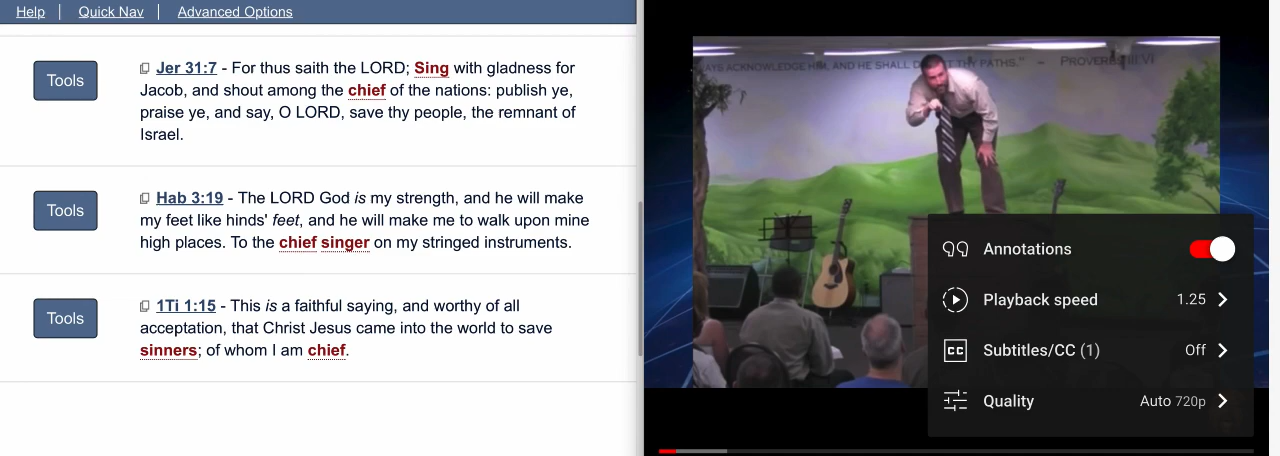 Help | Quick Nav | Advanced Options
Tools
Jer 31:7 - For thus saith the LORD; Sing with gladness for
Jacob, and shout among the chief of the nations: publish ye,
praise ye, and say, O LORD, save thy people, the remnant of
Israel.
Tools
Hab 3:19 - The LORD God is my strength, and he will make
my feet like hinds' feet, and he will make me to walk upon mine
high places. To the chief singer on my stringed instruments.
Tools
1Ti 1:15 - This is a faithful saying, and worthy of all
acceptation, that Christ Jesus came into the world to save
sinners; of whom I am chief.
ACKNOWLEDGE HIM, AND HE SHALL THY PATHS." – PROVERBS III.VI
Annotations
Playback speed 1.25
CC Subtitles/CC (1) Off
Quality Auto 720p